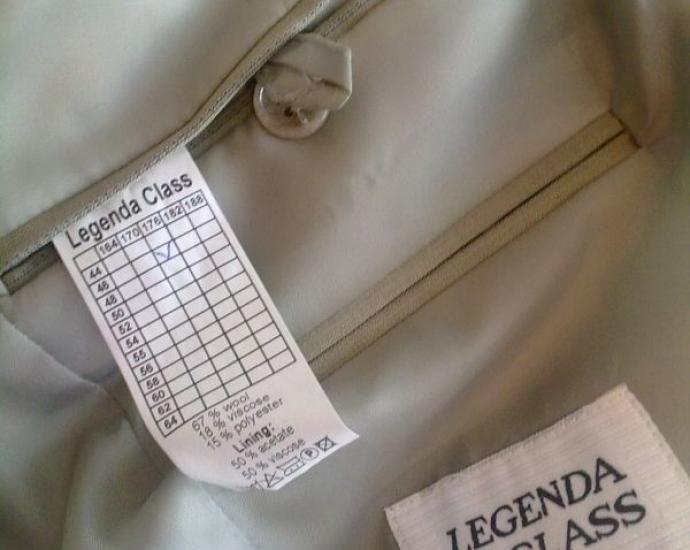 Legenda Class
164 170 176 182 188
44
46
48
50
52
54
55
56
58
60
62
64
67 % wool
18 % viscose
15 % polyester
Lining:
50 % acetate
50 % viscose
P
LEGENDA
CLASS